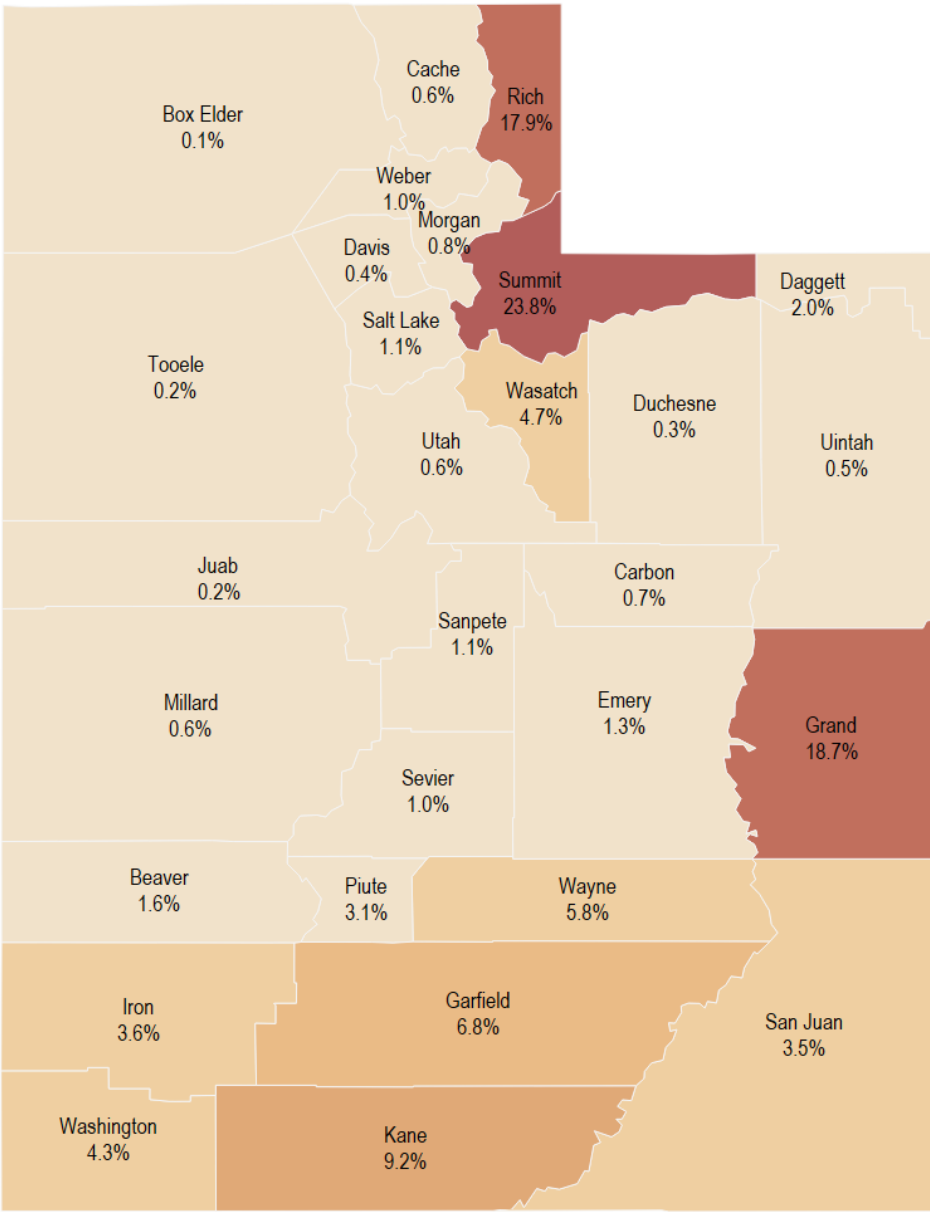 Cache
0.6%
Rich
17.9%
Box Elder
0.1%
Weber
1.0%
Morgan
0.8%
Davis
0.4%
Summit
23.8%
Daggett
2.0%
Salt Lake
1.1%
Tooele
0.2%
Wasatch
4.7%
Duchesne
0.3%
Utah
0.6%
Uintah
0.5%
Juab
0.2%
Carbon
0.7%
Sanpete
1.1%
Millard
0.6%
Emery
1.3%
Grand
18.7%
Sevier
1.0%
Beaver
1.6%
Piute
3.1%
Wayne
5.8%
Iron
3.6%
Garfield
6.8%
San Juan
3.5%
Washington
4.3%
Kane
9.2%